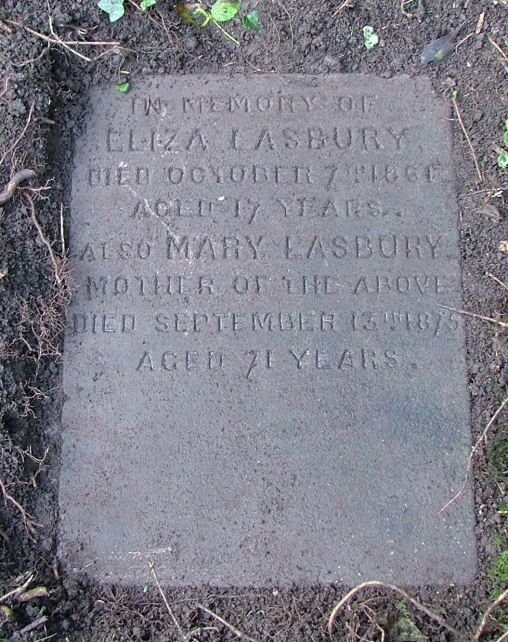 IN MEMORY OF
ELIZA LASBURY,
DIED OCTOBER 7TH
AGED 17 YEARS.
ALSO MARY LASBURY,
MOTHER OF THE ABOVE
DIED SEPTEMBER 13TH 1875
AGED 71 YEARS.